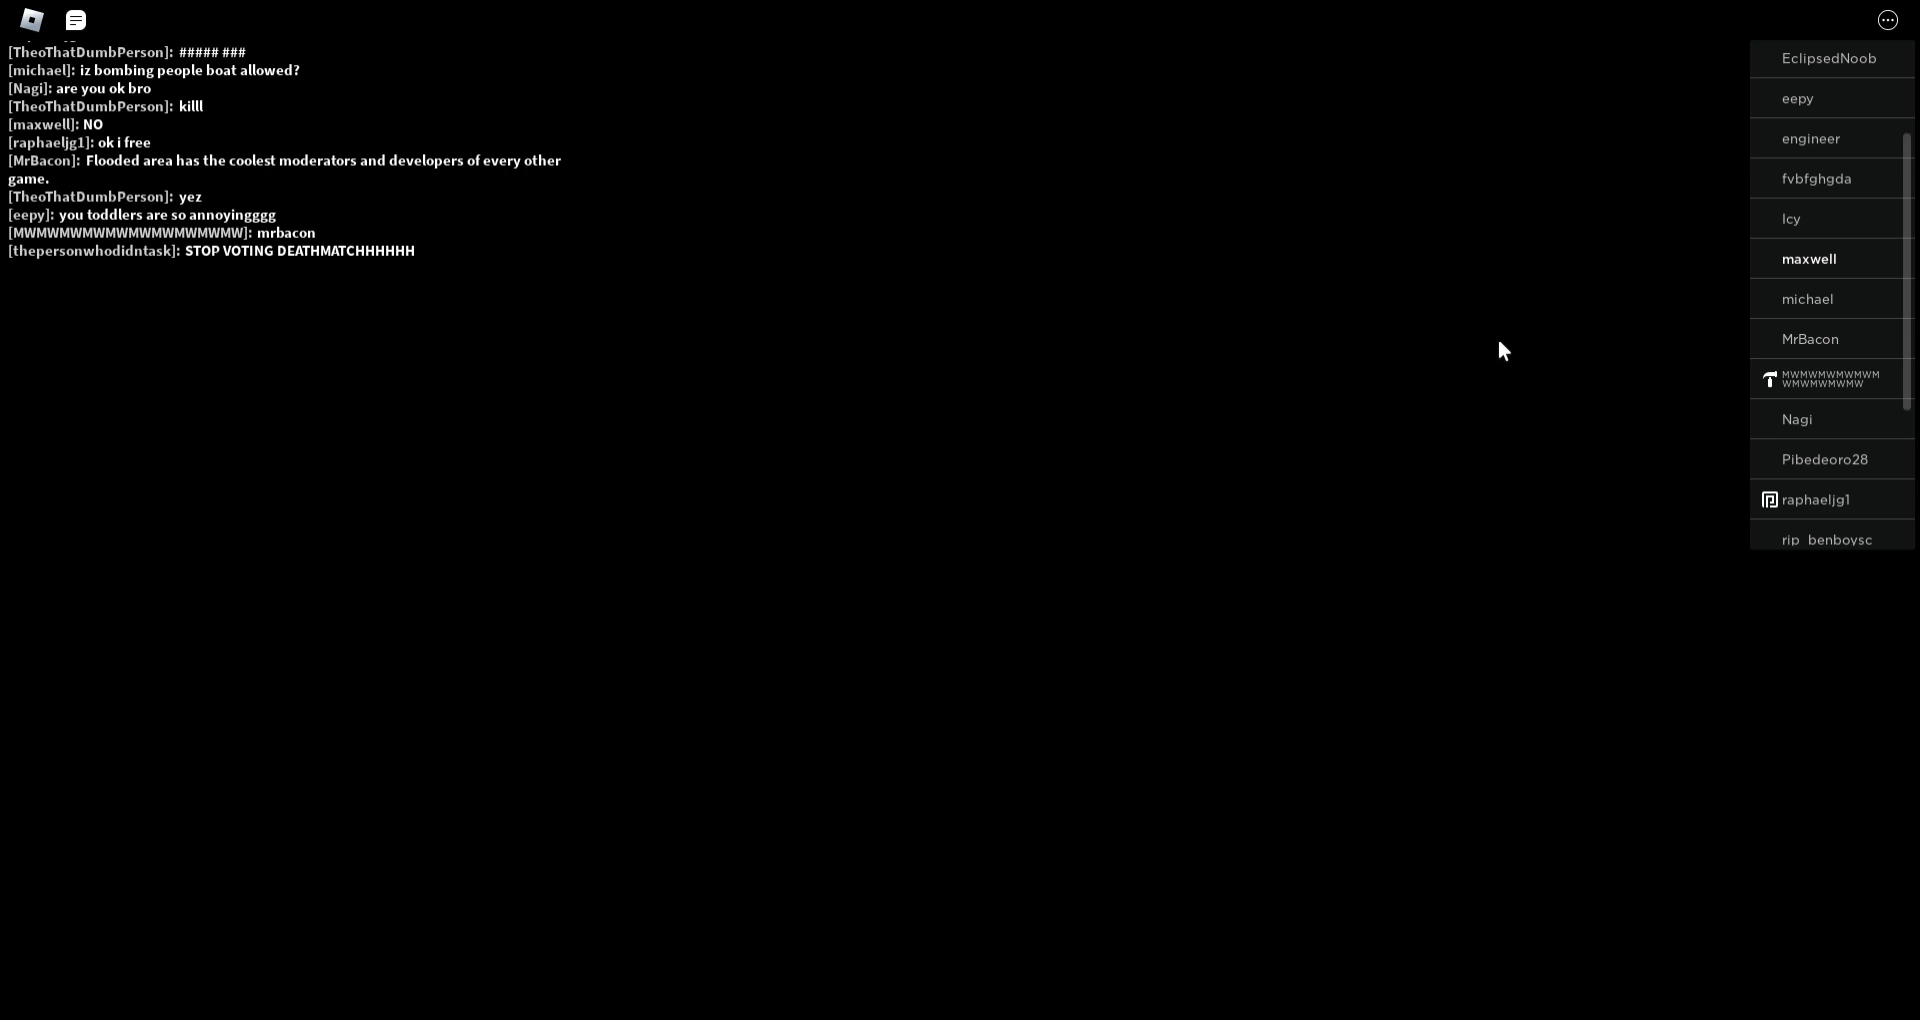 [TheoThatDumbPerson]: ##### ###
[michael]: iz bombing people boat allowed?
[Nagi]: are you ok bro
[TheoThatDumbPerson]: killl
[maxwell]: NO
[raphaeljg1]: ok i free
[MrBacon]: Flooded area has the coolest moderators and developers of every other
game.
[TheoThatDumbPerson]: yez
[eepy]: you toddlers are so annoyingggg
[MWMWMWMWMWMWMWMWMWMW]: mrbacon
[thepersonwhodidntask]: STOP VOTING DEATHMATCHHHHHH
EclipsedNoob
eepy
engineer
fvbfghgda
Icy
maxwell
michael
MrBacon
MWMWMWMWMWMWM
WMWMWMWMW
Nagi
Pibedeoro28
raphaeljg1
rip_benboysc